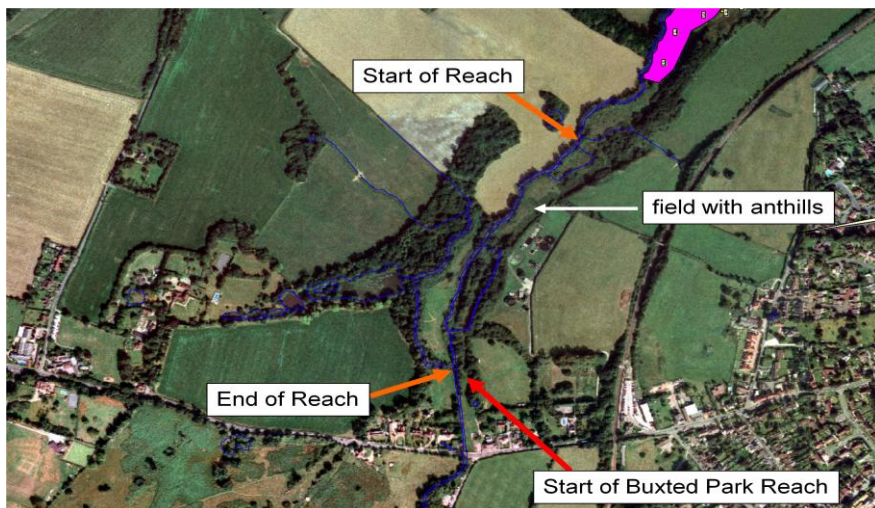 Start of Reach
field with anthills
End of Reach
Start of Buxted Park Reach